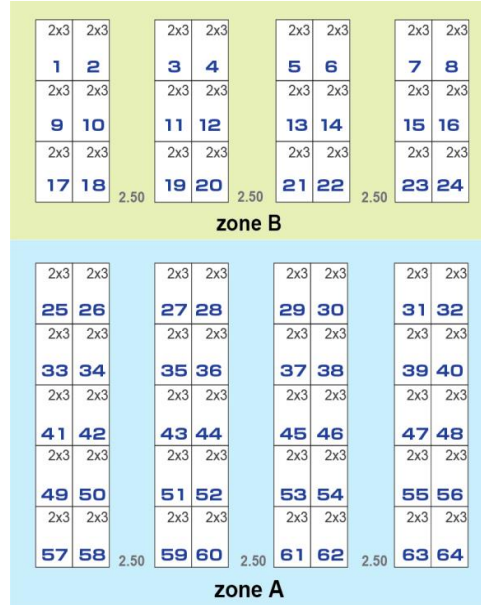 2x3 2x3 2x3 2x3 2x3 2x3 2x3 2x3
1 2 3 4 5 6 7 8
2x3 2x3 2x3 2x3 2x3 2x3 2x3 2x3
9 10 11 12 13 14 15 16
2x3 2x3 2x3 2x3 2x3 2x3 2x3 2x3
17 18 2.50 19 20 2.50 21 22 2.50 23 24
zone B
2x3 2x3 2x3 2x3 2x3 2x3 2x3 2x3
25 26 27 28 29 30 31 32
2x3 2x3 2x3 2x3 2x3 2x3 2x3 2x3
33 34 35 36 37 38 39 40
2x3 2x3 2x3 2x3 2x3 2x3 2x3 2x3
41 42 43 44 45 46 47 48
2x3 2x3 2x3 2x3 2x3 2x3 2x3 2x3
49 50 51 52 53 54 55 56
2x3 2x3 2x3 2x3 2x3 2x3 2x3 2x3
57 58 2.50 59 60 2.50 61 62 2.50 63 64
zone A